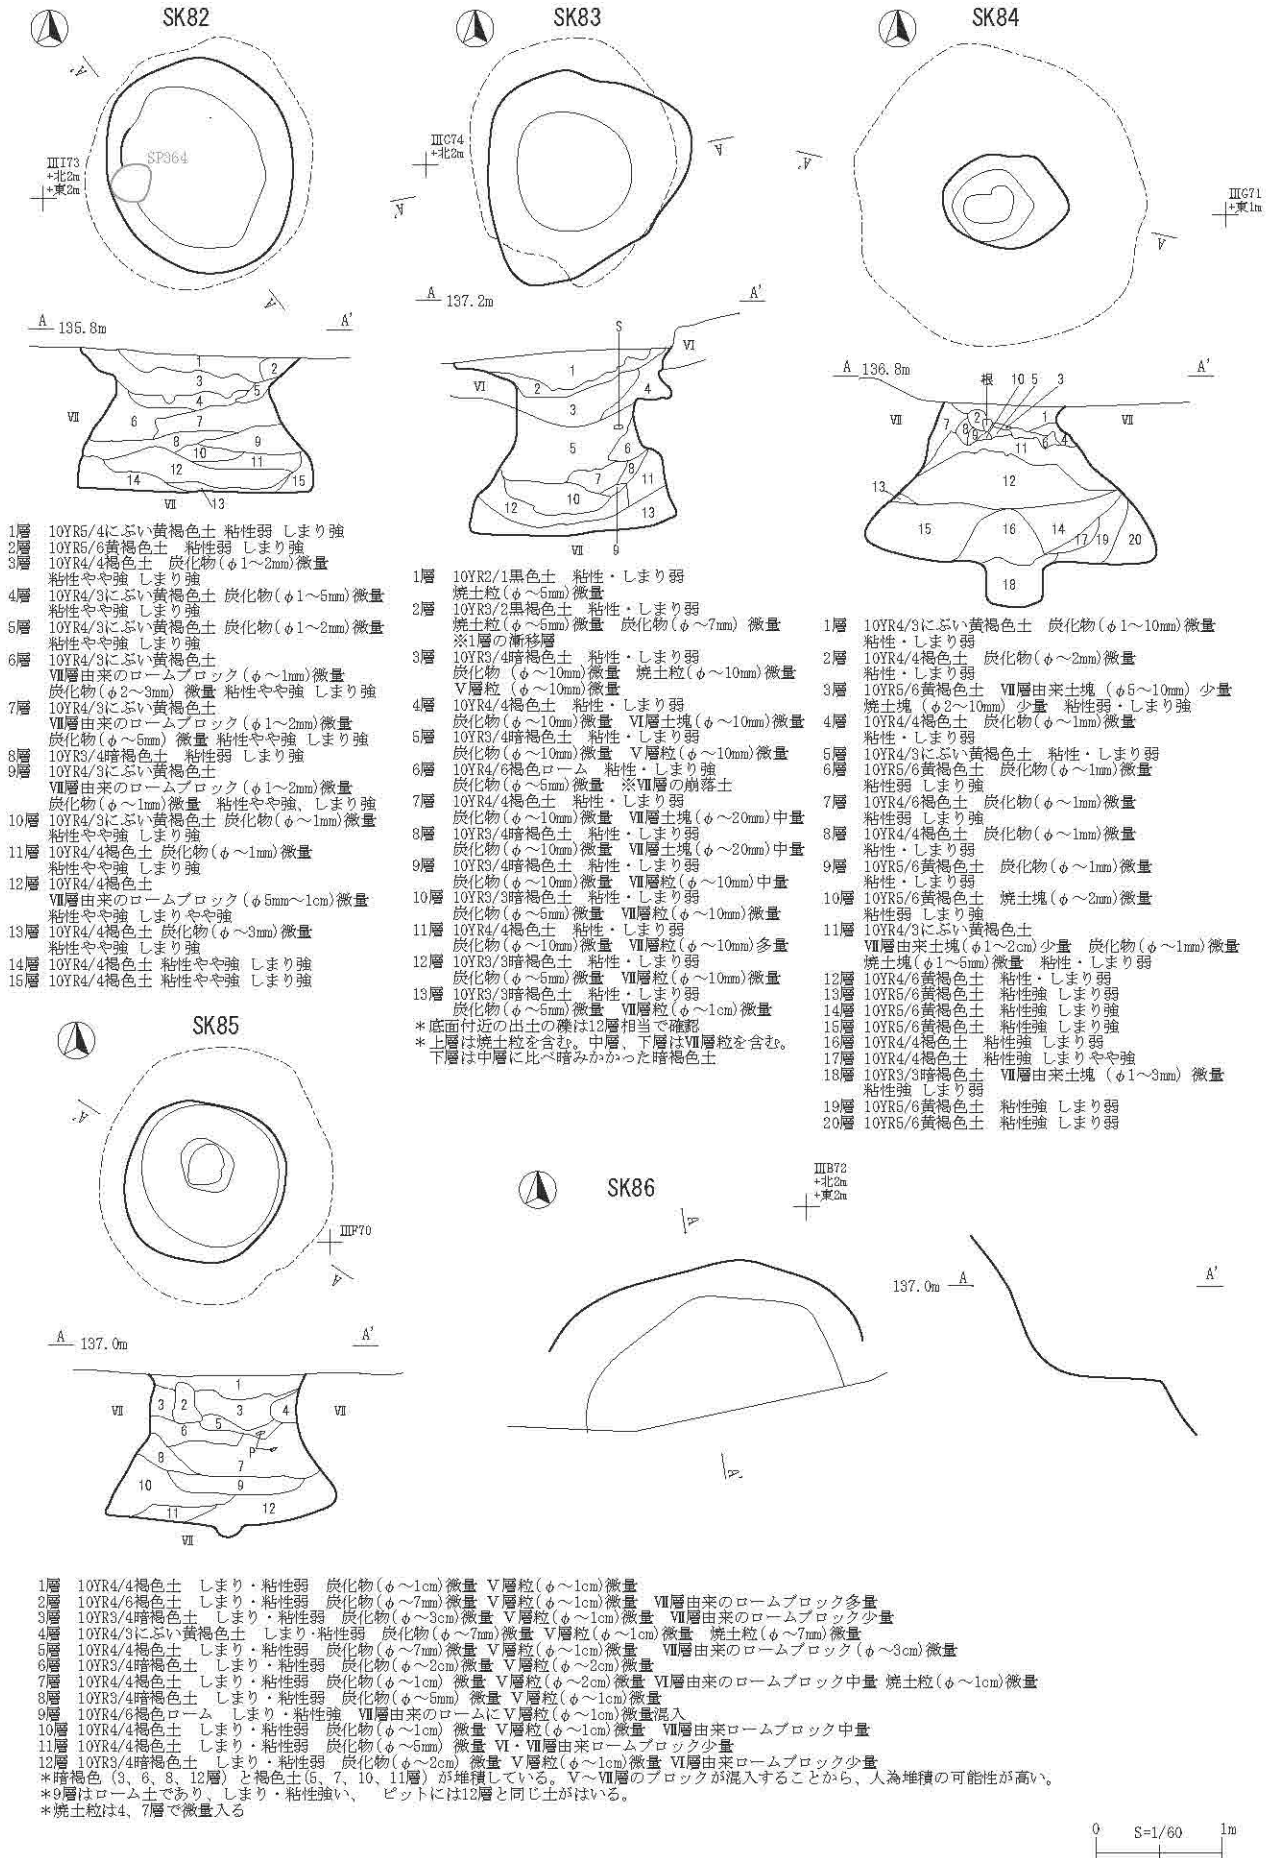 SK82
A'
ⅢI73
+北2m
+東2m
SP364
A
A 135.8m A'
1
2
3
4
5
6
7
8
9
10
11
12
13
14
15
Ⅶ
Ⅶ
1層 10YR5/4にぶい黄褐色土 粘性弱 しまり強
2層 10YR5/6黄褐色土 粘性弱 しまり強
3層 10YR4/4褐色土 炭化物(φ1～2mm)微量
粘性やや強 しまり強
4層 10YR4/3にぶい黄褐色土 炭化物(φ1～5mm)微量
粘性やや強 しまり強
5層 10YR4/3にぶい黄褐色土 炭化物(φ1～2mm)微量
粘性やや強 しまり強
6層 10YR4/3にぶい黄褐色土
Ⅶ層由来のロームブロック(φ～1mm)微量
炭化物(φ2～3mm) 微量 粘性やや強 しまり強
7層 10YR4/3にぶい黄褐色土
Ⅶ層由来のロームブロック(φ1～2mm)微量
炭化物(φ～5mm) 微量 粘性やや強 しまり強
8層 10YR3/4暗褐色土 粘性弱 しまり強
9層 10YR4/3にぶい黄褐色土
Ⅶ層由来のロームブロック(φ1～2mm)微量
炭化物(φ～1mm)微量 粘性やや強、しまり強
10層 10YR4/3にぶい黄褐色土 炭化物(φ～1mm)微量
粘性やや強 しまり強
11層 10YR4/4褐色土 炭化物(φ～1mm)微量
粘性やや強 しまり強
12層 10YR4/4褐色土
Ⅶ層由来のロームブロック(φ5mm～1cm)微量
粘性やや強 しまりやや強
13層 10YR4/4褐色土 炭化物(φ～3mm)微量
粘性やや強 しまり強
14層 10YR4/4褐色土 粘性やや強 しまり強
15層 10YR4/4褐色土 粘性やや強 しまり強
SK83
ⅢG74
+北2m
A
A'
A 137.2m A'
S
Ⅵ
Ⅵ
1
2
3
4
5
6
7
8
9
10
11
12
13
Ⅶ
1層 10YR2/1黒色土 粘性・しまり弱
焼土粒(φ～5mm)微量
2層 10YR3/2黒褐色土 粘性・しまり弱
焼土粒(φ～5mm)微量 炭化物(φ～7mm) 微量
※1層の漸移層
3層 10YR3/4暗褐色土 粘性・しまり弱
炭化物 (φ～10mm)微量 焼土粒(φ～10mm)微量
Ⅴ層粒 (φ～10mm)微量
4層 10YR4/4褐色土 粘性・しまり弱
炭化物(φ～10mm)微量 Ⅵ層土塊(φ～10mm)微量
5層 10YR3/4暗褐色土 粘性・しまり弱
炭化物(φ～10mm)微量 Ⅴ層粒(φ～10mm)微量
6層 10YR4/6褐色ローム 粘性・しまり強
炭化物(φ～5mm)微量 ※Ⅶ層の崩落土
7層 10YR4/4褐色土 粘性・しまり弱
炭化物(φ～10mm)微量 Ⅶ層土塊(φ～20mm)中量
8層 10YR3/4暗褐色土 粘性・しまり弱
炭化物(φ～10mm)微量 Ⅶ層土塊(φ～20mm)中量
9層 10YR3/4暗褐色土 粘性・しまり弱
炭化物(φ～10mm)微量 Ⅶ層粒(φ～10mm)中量
10層 10YR3/3暗褐色土 粘性・しまり弱
炭化物(φ～5mm)微量 Ⅶ層粒(φ～10mm)微量
11層 10YR4/4褐色土 粘性・しまり弱
炭化物(φ～10mm)微量 Ⅶ層粒(φ～10mm)多量
12層 10YR3/3暗褐色土 粘性・しまり弱
炭化物(φ～5mm)微量 Ⅶ層粒(φ～10mm)微量
13層 10YR3/3暗褐色土 粘性・しまり弱
炭化物(φ～5mm)微量 Ⅶ層粒(φ～1cm)微量
＊底面付近の出土の礫は12層相当で確認
＊上層は焼土粒を含む。中層、下層はⅦ層粒を含む。
下層は中層に比べ暗みかかった暗褐色土
SK84
A'
A
ⅢG71
+東1m
A 136.8m A'
根 10 5 3
Ⅶ
Ⅶ
1
2
4
6
7
8
9
11
12
13
14
15
16
17
18
19
20
1層 10YR4/3にぶい黄褐色土 炭化物(φ1～10mm)微量
粘性・しまり弱
2層 10YR4/4褐色土 炭化物(φ～2mm)微量
粘性・しまり弱
3層 10YR5/6黄褐色土 Ⅶ層由来土塊 (φ5～10mm) 少量
焼土塊 (φ2～10mm) 少量 粘性弱・しまり強
4層 10YR4/4褐色土 炭化物(φ～1mm)微量
粘性・しまり弱
5層 10YR4/3にぶい黄褐色土 粘性・しまり弱
6層 10YR5/6黄褐色土 炭化物(φ～1mm)微量
粘性弱 しまり強
7層 10YR4/6褐色土 炭化物(φ～1mm)微量
粘性弱 しまり強
8層 10YR4/4褐色土 炭化物(φ～1mm)微量
粘性・しまり弱
9層 10YR5/6黄褐色土 炭化物(φ～1mm)微量
粘性・しまり弱
10層 10YR5/6黄褐色土 焼土塊(φ～2mm)微量
粘性弱 しまり強
11層 10YR4/3にぶい黄褐色土
Ⅶ層由来土塊(φ1～2cm)少量 炭化物(φ～1mm)微量
焼土塊(φ1～5mm)微量 粘性・しまり弱
12層 10YR4/6黄褐色土 粘性・しまり弱
13層 10YR5/6黄褐色土 粘性強 しまり弱
14層 10YR5/6黄褐色土 粘性強 しまり強
15層 10YR5/6黄褐色土 粘性強 しまり強
16層 10YR4/4褐色土 粘性強 しまり弱
17層 10YR4/4褐色土 粘性強 しまりやや強
18層 10YR3/3暗褐色土 Ⅶ層由来土塊 (φ1～3mm) 微量
粘性強 しまり弱
19層 10YR5/6黄褐色土 粘性強 しまり弱
20層 10YR5/6黄褐色土 粘性強 しまり弱
SK85
A'
ⅢF70
A
A 137.0m A'
Ⅶ
Ⅶ
1
2
3
3
4
5
6
P
7
8
9
10
11
12
Ⅶ
SK86
ⅢB72
+北2m
+東2m
A
A'
137.0m A A'
1層 10YR4/4褐色土 しまり・粘性弱 炭化物(φ～1cm)微量 Ⅴ層粒(φ～1cm)微量
2層 10YR4/6褐色土 しまり・粘性弱 炭化物(φ～7mm)微量 Ⅴ層粒(φ～1cm)微量 Ⅶ層由来のロームブロック多量
3層 10YR3/4暗褐色土 しまり・粘性弱 炭化物(φ～3cm)微量 Ⅴ層粒(φ～1cm)微量 Ⅶ層由来のロームブロック少量
4層 10YR4/3にぶい黄褐色土 しまり・粘性弱 炭化物(φ～7mm)微量 Ⅴ層粒(φ～1cm)微量 焼土粒(φ～7mm)微量
5層 10YR4/4褐色土 しまり・粘性弱 炭化物(φ～7mm)微量 Ⅴ層粒(φ～1cm)微量 Ⅶ層由来のロームブロック(φ～3cm)微量
6層 10YR3/4暗褐色土 しまり・粘性弱 炭化物(φ～2cm)微量 Ⅴ層粒(φ～2cm)微量
7層 10YR4/4褐色土 しまり・粘性弱 炭化物(φ～1cm) 微量 Ⅴ層粒(φ～2cm)微量 Ⅵ層由来のロームブロック中量 焼土粒(φ～1cm)微量
8層 10YR3/4暗褐色土 しまり・粘性弱 炭化物(φ～5mm) 微量 Ⅴ層粒(φ～1cm)微量
9層 10YR4/6褐色ローム しまり・粘性強 Ⅶ層由来のロームにⅤ層粒(φ～1cm)微量混入
10層 10YR4/4褐色土 しまり・粘性弱 炭化物(φ～1cm) 微量 Ⅴ層粒(φ～1cm)微量 Ⅶ層由来ロームブロック中量
11層 10YR4/4褐色土 しまり・粘性弱 炭化物(φ～5mm) 微量 Ⅵ・Ⅶ層由来ロームブロック少量
12層 10YR3/4暗褐色土 しまり・粘性弱 炭化物(φ～2cm) 微量 Ⅴ層粒(φ～1cm)微量 Ⅵ層由来ロームブロック少量
＊暗褐色 (3、6、8、12層) と褐色土(5、7、10、11層) が堆積している。Ⅴ～Ⅶ層のブロックが混入することから、人為堆積の可能性が高い。
＊9層はローム土であり、しまり・粘性強い、 ピットには12層と同じ土がはいる。
＊焼土粒は4、7層で微量入る
0 S=1/60 1m